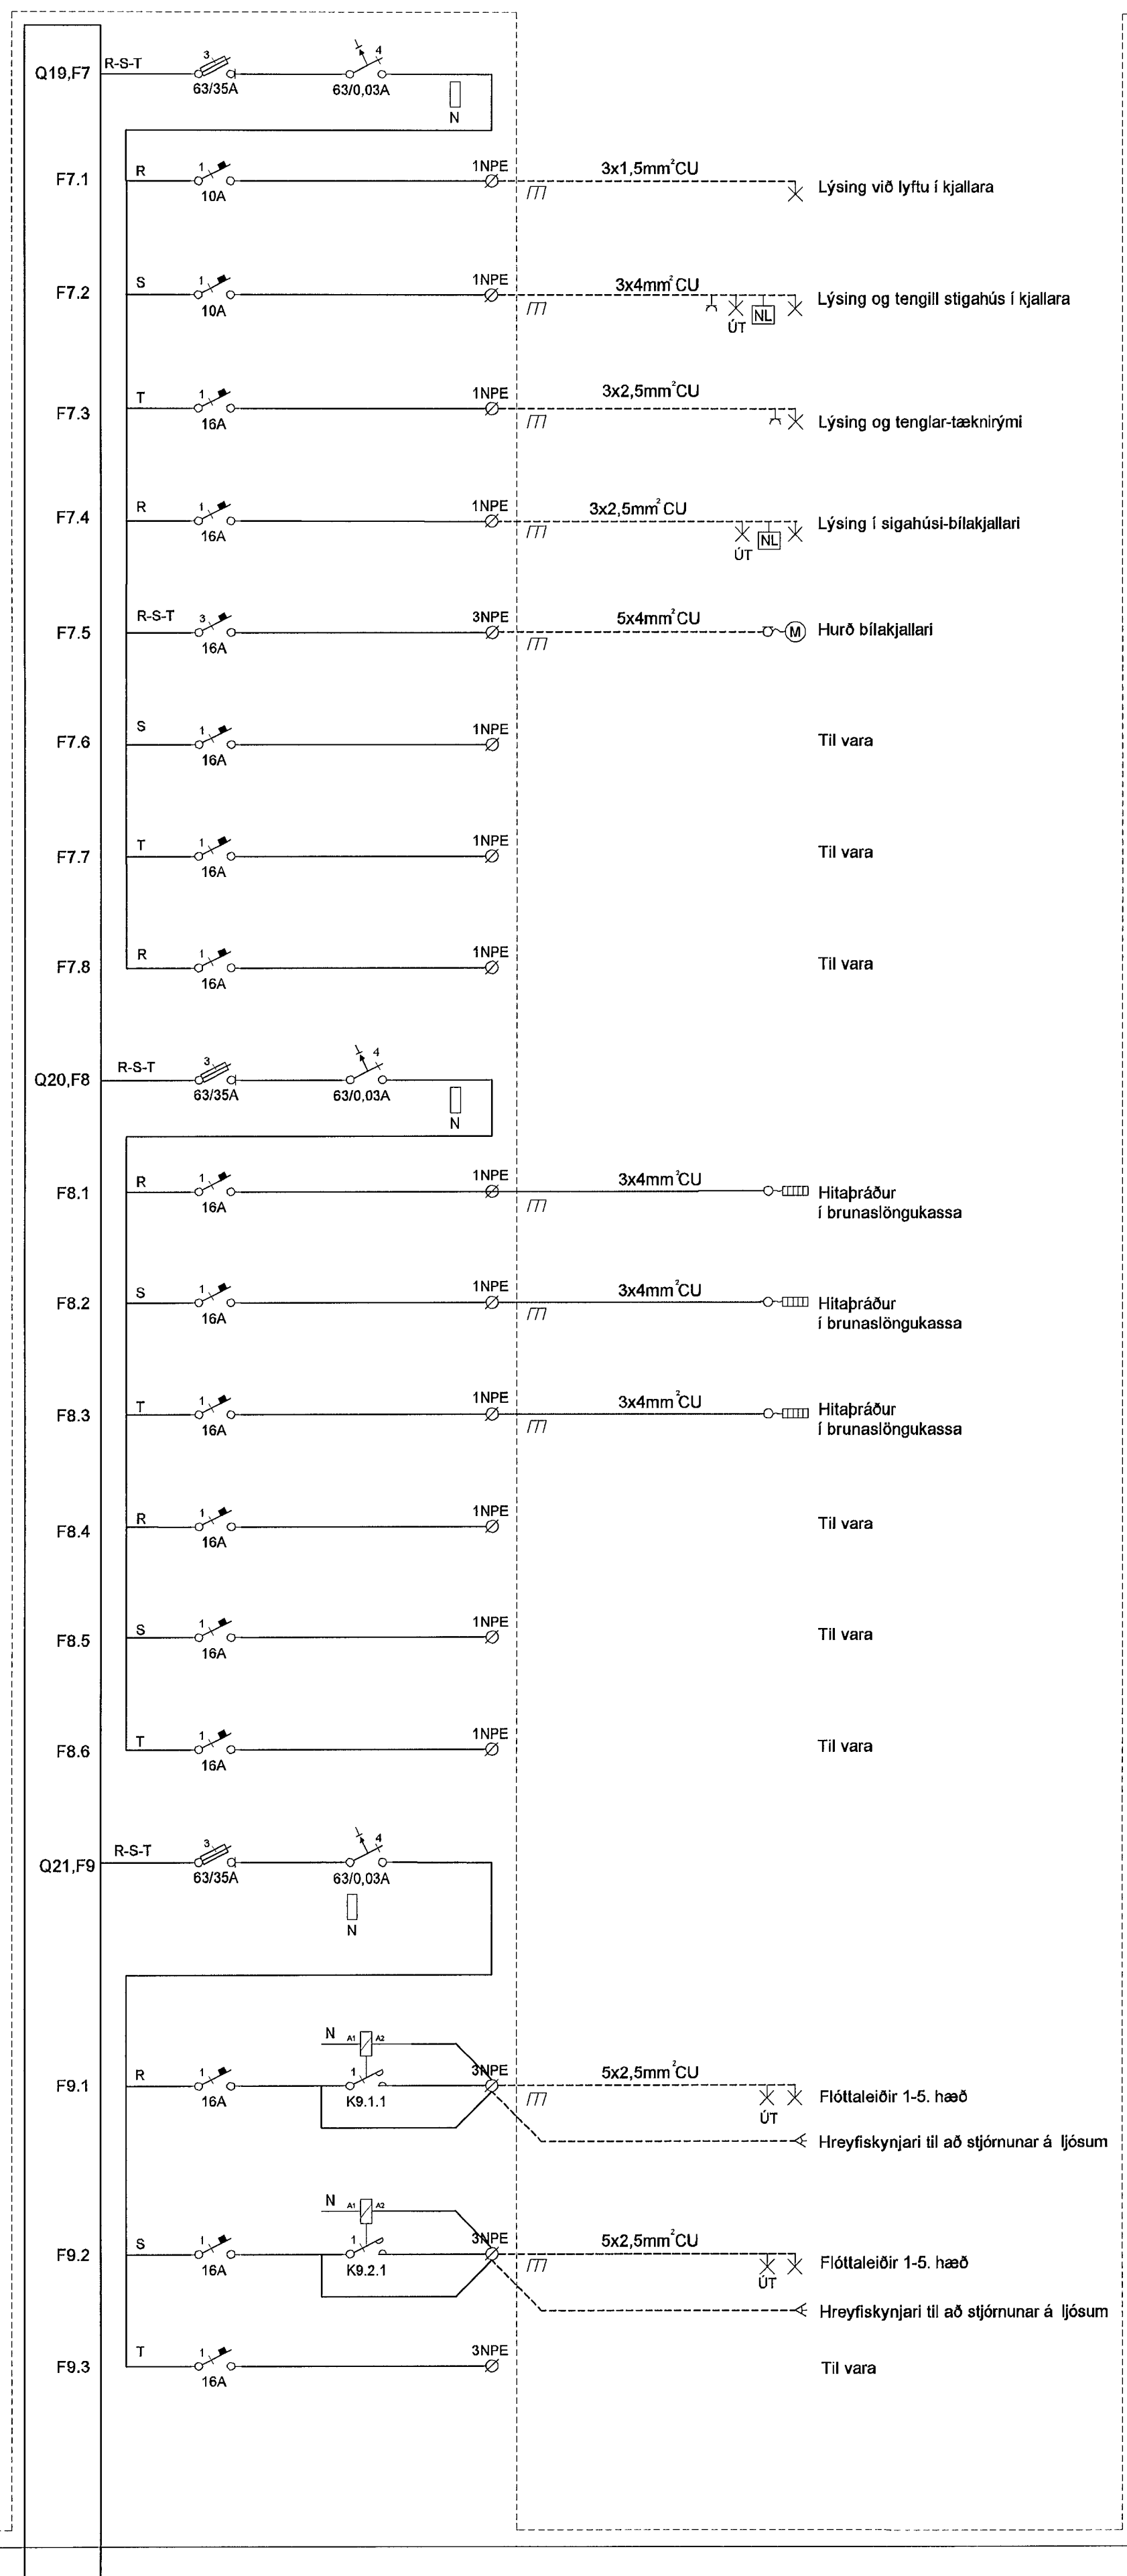 Q19,F7 R-S-T 3 63/35A 4 63/0,03A N
F7.1 R 1 10A 1NPE 3x1,5mm²CU Lýsing við lyftu í kjallara
F7.2 S 1 10A 1NPE 3x4mm²CU ÚT NL Lýsing og tengill stigahús í kjallara
F7.3 T 1 16A 1NPE 3x2,5mm²CU Lýsing og tenglar-tæknirými
F7.4 R 1 16A 1NPE 3x2,5mm²CU ÚT NL Lýsing í sigahúsi-bílakjallari
F7.5 R-S-T 3 16A 3NPE 5x4mm²CU M Hurð bílakjallari
F7.6 S 1 16A 1NPE Til vara
F7.7 T 1 16A 1NPE Til vara
F7.8 R 1 16A 1NPE Til vara
Q20,F8 R-S-T 3 63/35A 4 63/0,03A N
F8.1 R 1 16A 1NPE 3x4mm²CU Hitaþráður
í brunaslöngukassa
F8.2 S 1 16A 1NPE 3x4mm²CU Hitaþráður
í brunaslöngukassa
F8.3 T 1 16A 1NPE 3x4mm²CU Hitaþráður
í brunaslöngukassa
F8.4 R 1 16A 1NPE Til vara
F8.5 S 1 16A 1NPE Til vara
F8.6 T 1 16A 1NPE Til vara
Q21,F9 R-S-T 3 63/35A 4 63/0,03A N
N A1 A2
F9.1 R 1 16A 1 K9.1.1 3NPE 5x2,5mm²CU ÚT Flóttaleiðir 1-5. hæð
Hreyfiskynjari til að stjórnunar á ljósum
N A1 A2
F9.2 S 1 16A 1 K9.2.1 3NPE 5x2,5mm²CU ÚT Flóttaleiðir 1-5. hæð
Hreyfiskynjari til að stjórnunar á ljósum
F9.3 T 1 16A 3NPE Til vara